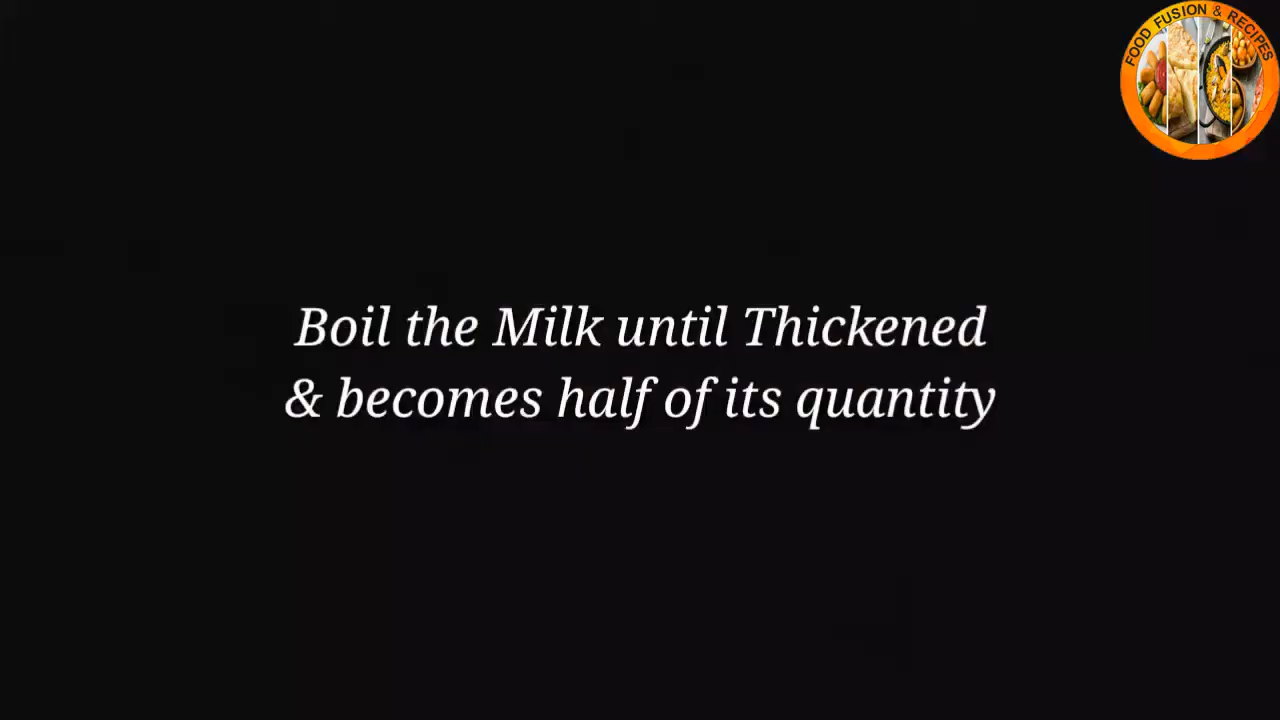 FOOD FUSION & RECIPES
Boil the Milk until Thickened
& becomes half of its quantity